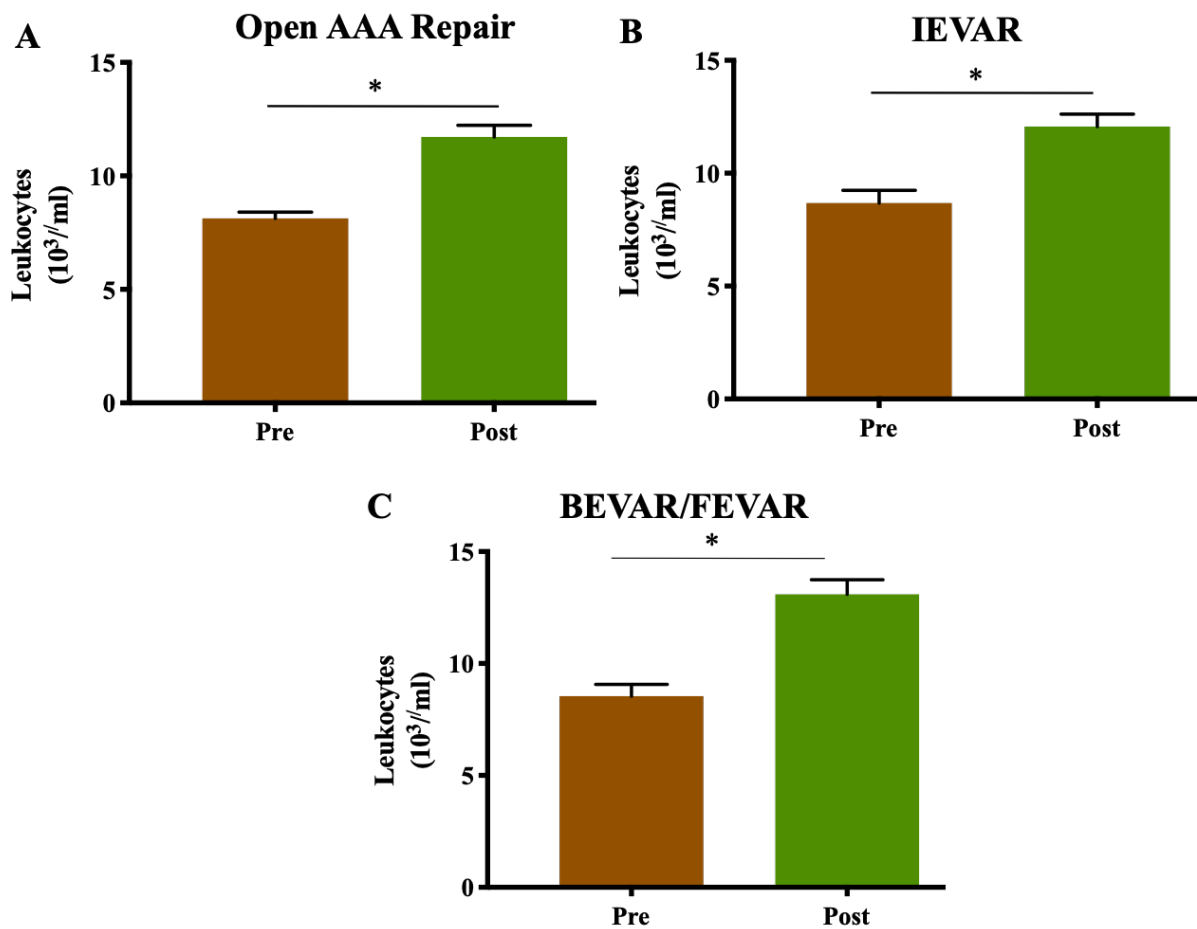 A
Open AAA Repair
*
15
10
5
0
Leukocytes
(10³/ml)
Pre
Post
B
IEVAR
*
15
10
5
0
Leukocytes
(10³/ml)
Pre
Post
C
BEVAR/FEVAR
*
15
10
5
0
Leukocytes
(10³/ml)
Pre
Post